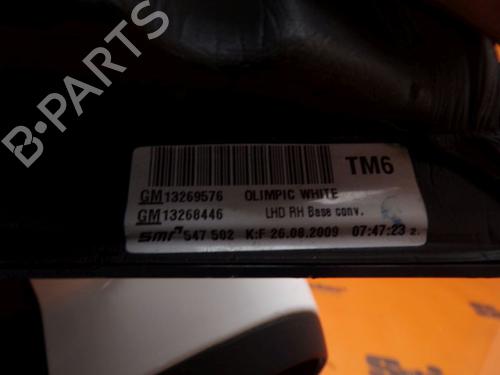 B-PARTS
TM6
GM 13269576 OLIMPIC WHITE
GM 13268446 LHD RH Base conv.
smr 547 502 K:F 26.08.2009 07:47:23 2.